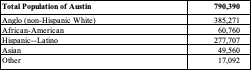 Total Population of Austin 790,390
Anglo (non-Hispanic White) 385,271
African-American 60,760
Hispanic--Latino 277,707
Asian 49,560
Other 17,092